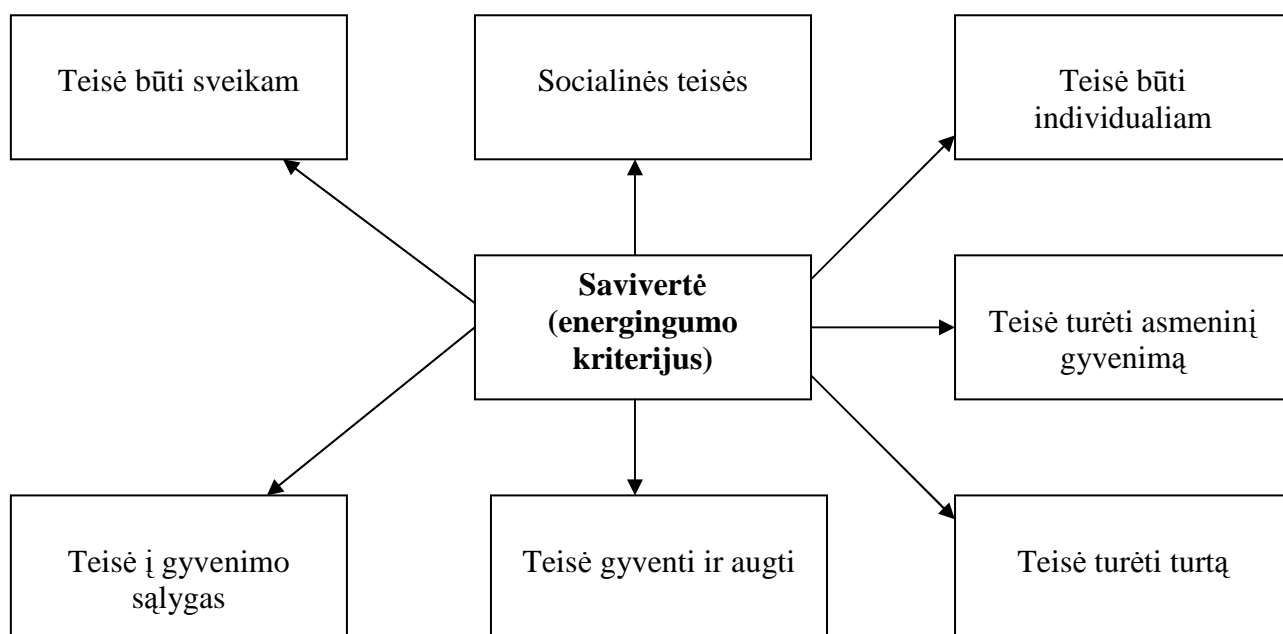 Teisė būti sveikam
Socialinės teisės
Teisė būti
individualiam
Savivertė
(energingumo
kriterijus)
Teisė turėti asmeninį
gyvenimą
Teisė į gyvenimo
sąlygas
Teisė gyventi ir augti
Teisė turėti turtą